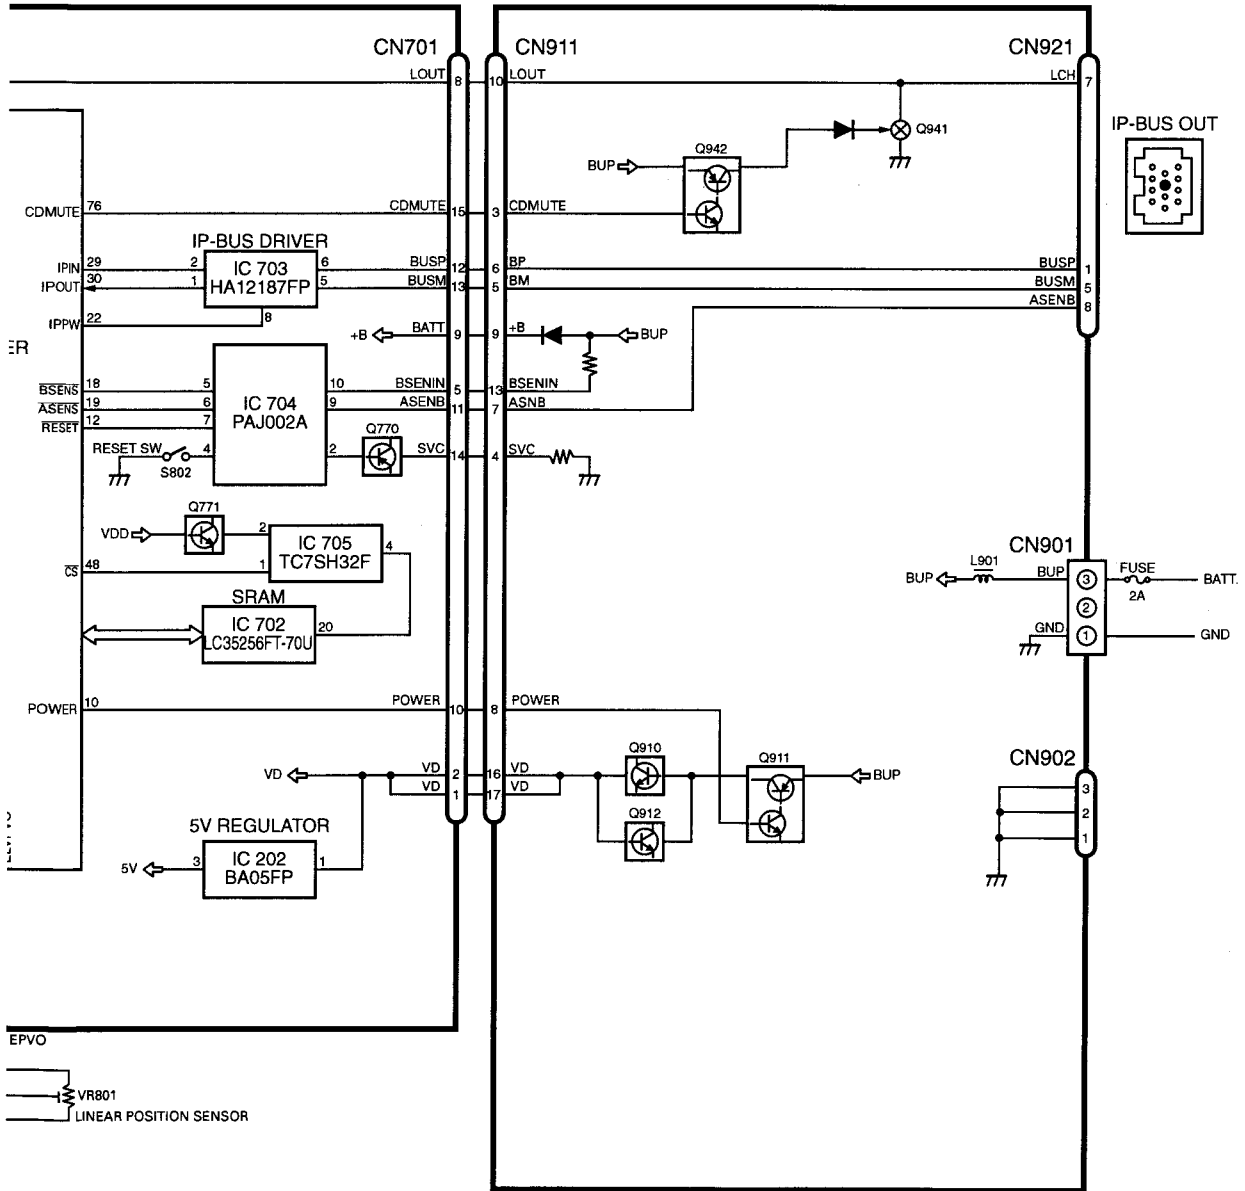 CN701 CN911 CN921
LOUT 8 10 LOUT LCH 7
IP-BUS OUT
Q941
Q942
BUP
CDMUTE 76 CDMUTE 15 3 CDMUTE
IP-BUS DRIVER
IPIN 29 2 IC 703 6 BUSP 12 6 BP BUSP 1
IPOUT 30 1 HA12187FP 5 BUSM 13 5 BM BUSM 5
ASENB 8
IPPW 22 8
+B BATT 9 9 +B BUP
ER
BSENS 18 5 10 BSENIN 5 13 BSENIN
ASENS 19 6 IC 704 9 ASENB 11 7 ASNB
RESET 12 7 PAJ002A
Q770
RESET SW 4 2 SVC 14 4 SVC
S802
Q771
VDD 2 IC 705 4
TC7SH32F
CS 48 1
CN901
L901
BUP BUP 3 FUSE BATT.
2A
2
GND 1 GND
SRAM
IC 702 20
LC35256FT-70U
POWER 10 POWER 10 8 POWER
Q910 Q911
CN902
VD VD 2 16 VD BUP
VD 1 17 VD
3
2
1
Q912
5V REGULATOR
5V 3 IC 202 1
BA05FP
EPVO
VR801
LINEAR POSITION SENSOR